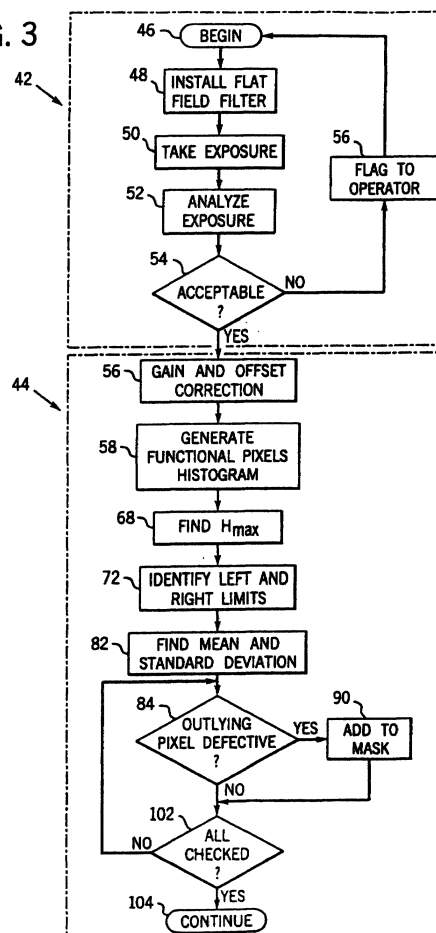 G. 3
42
46
BEGIN
48
INSTALL FLAT
FIELD FILTER
50
TAKE EXPOSURE
56
FLAG TO
OPERATOR
52
ANALYZE
EXPOSURE
54
ACCEPTABLE
?
NO
YES
44
56
GAIN AND OFFSET
CORRECTION
58
GENERATE
FUNCTIONAL PIXELS
HISTOGRAM
68
FIND Hmax
72
IDENTIFY LEFT AND
RIGHT LIMITS
82
FIND MEAN AND
STANDARD DEVIATION
84
OUTLYING
PIXEL DEFECTIVE
?
YES
90
ADD TO
MASK
NO
102
ALL
CHECKED
?
NO
YES
104
CONTINUE